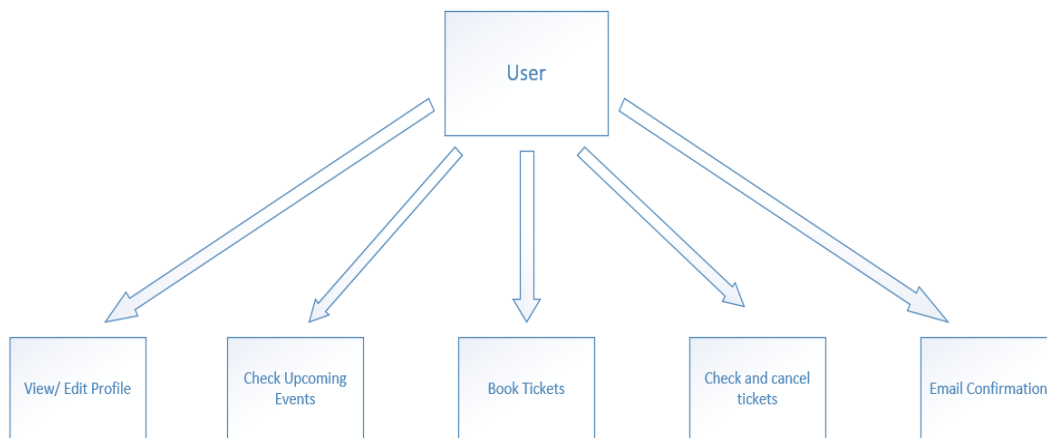 User
View/ Edit Profile
Check Upcoming
Events
Book Tickets
Check and cancel
tickets
Email Confirmation